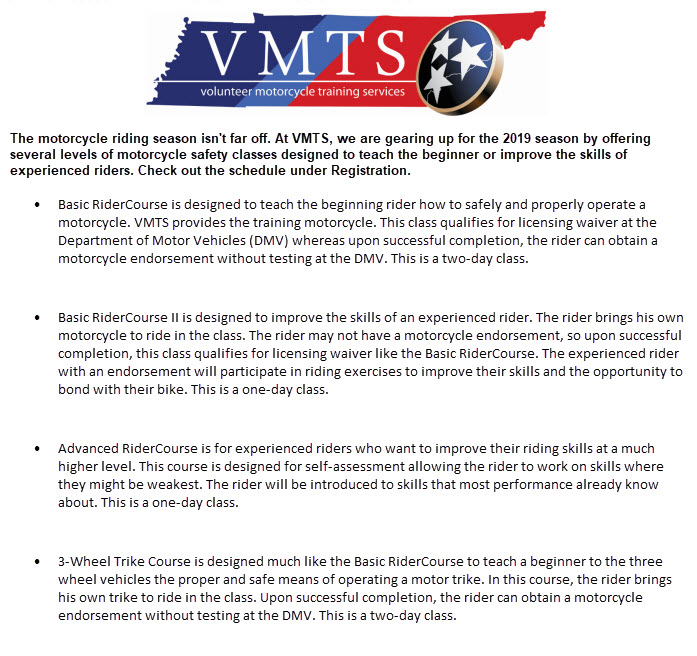 VMTS
volunteer motorcycle training services
The motorcycle riding season isn't far off. At VMTS, we are gearing up for the 2019 season by offering
several levels of motorcycle safety classes designed to teach the beginner or improve the skills of
experienced riders. Check out the schedule under Registration.
• Basic RiderCourse is designed to teach the beginning rider how to safely and properly operate a
motorcycle. VMTS provides the training motorcycle. This class qualifies for licensing waiver at the
Department of Motor Vehicles (DMV) whereas upon successful completion, the rider can obtain a
motorcycle endorsement without testing at the DMV. This is a two-day class.
• Basic RiderCourse II is designed to improve the skills of an experienced rider. The rider brings his own
motorcycle to ride in the class. The rider may not have a motorcycle endorsement, so upon successful
completion, this class qualifies for licensing waiver like the Basic RiderCourse. The experienced rider
with an endorsement will participate in riding exercises to improve their skills and the opportunity to
bond with their bike. This is a one-day class.
• Advanced RiderCourse is for experienced riders who want to improve their riding skills at a much
higher level. This course is designed for self-assessment allowing the rider to work on skills where
they might be weakest. The rider will be introduced to skills that most performance already know
about. This is a one-day class.
• 3-Wheel Trike Course is designed much like the Basic RiderCourse to teach a beginner to the three
wheel vehicles the proper and safe means of operating a motor trike. In this course, the rider brings
his own trike to ride in the class. Upon successful completion, the rider can obtain a motorcycle
endorsement without testing at the DMV. This is a two-day class.